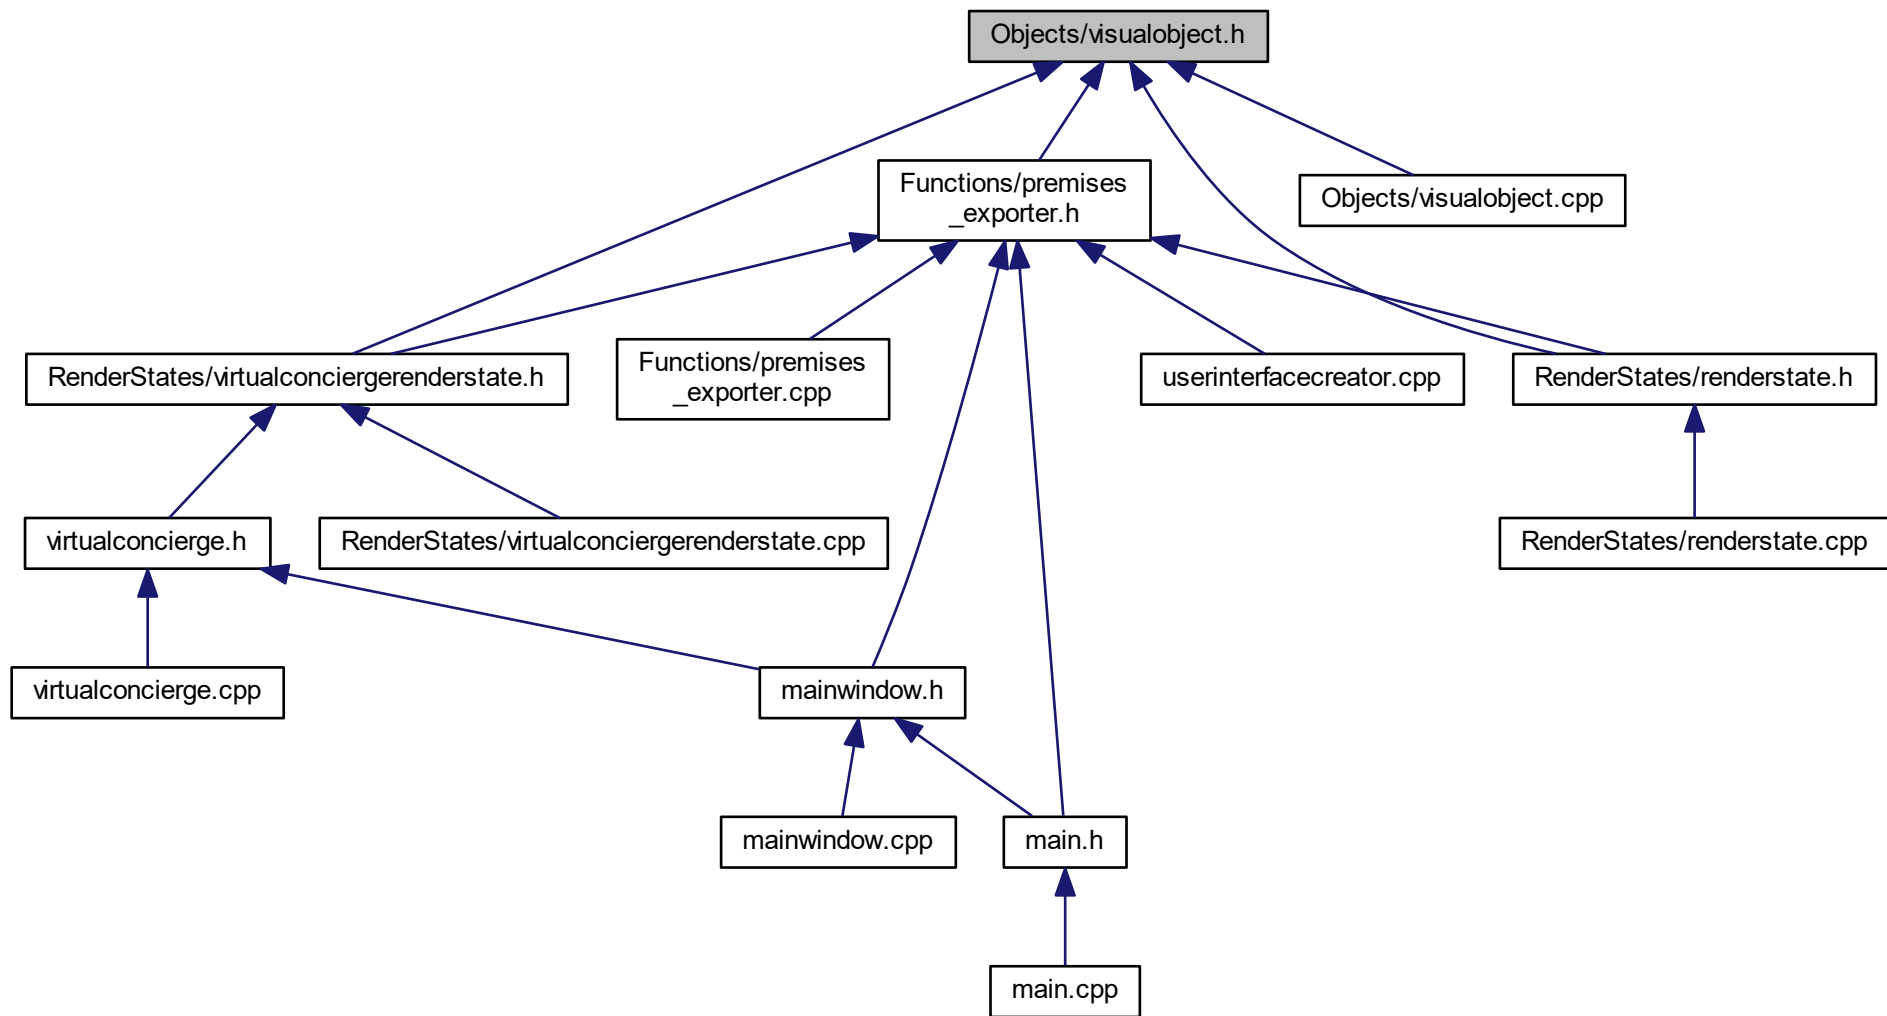 Objects/visualobject.h
Functions/premises
_exporter.h
Objects/visualobject.cpp
RenderStates/virtualconciergerenderstate.h
Functions/premises
_exporter.cpp
userinterfacecreator.cpp
RenderStates/renderstate.h
virtualconcierge.h
RenderStates/virtualconciergerenderstate.cpp
RenderStates/renderstate.cpp
virtualconcierge.cpp
mainwindow.h
mainwindow.cpp
main.h
main.cpp